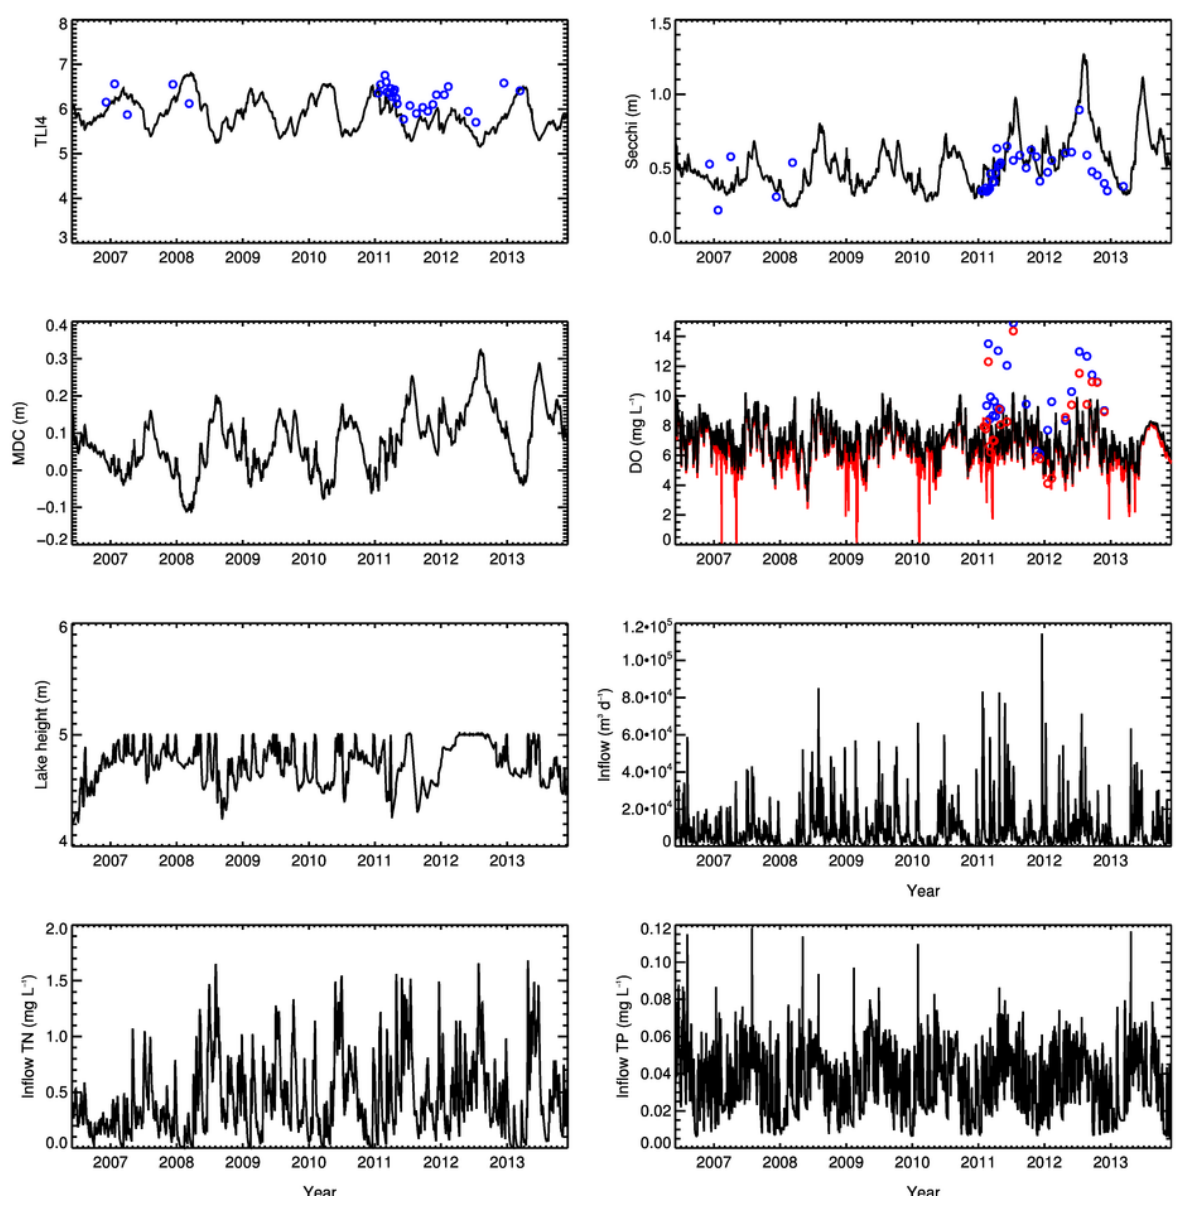 TLI4
8
7
6
5
4
3
2007 2008 2009 2010 2011 2012 2013
Secchi (m)
1.5
1.0
0.5
0.0
2007 2008 2009 2010 2011 2012 2013
MDC (m)
0.4
0.3
0.2
0.1
0.0
−0.1
−0.2
2007 2008 2009 2010 2011 2012 2013
DO (mg L⁻¹)
14
12
10
8
6
4
2
0
2007 2008 2009 2010 2011 2012 2013
Lake height (m)
6
5
4
2007 2008 2009 2010 2011 2012 2013
Inflow (m³ d⁻¹)
1.2•10⁵
1.0•10⁵
8.0•10⁴
6.0•10⁴
4.0•10⁴
2.0•10⁴
0
2007 2008 2009 2010 2011 2012 2013
Year
Inflow TN (mg L⁻¹)
2.0
1.5
1.0
0.5
0.0
2007 2008 2009 2010 2011 2012 2013
Year
Inflow TP (mg L⁻¹)
0.12
0.10
0.08
0.06
0.04
0.02
0.00
2007 2008 2009 2010 2011 2012 2013
Year